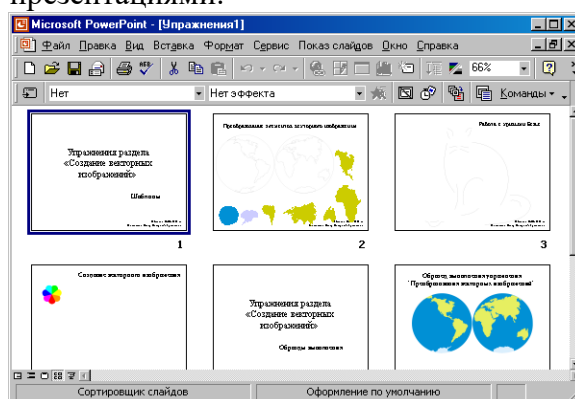 презентациями.
Microsoft PowerPoint - [Упражнения1]
Файл Правка Вид Вставка Формат Сервис Показ слайдов Окно Справка
66%
Нет Нет эффекта Команды
Упражнения раздела
«Создание векторных
изображений»
Шаблоны
1
Преобразование элементов векторного изображения
2
Работа с кривыми Безье
3
Создание векторного изображения
Упражнения раздела
«Создание векторных
изображений»
Образцы выполнения
Образец выполнения упражнения
"Преобразование векторных изображений"
Сортировщик слайдов Оформление по умолчанию